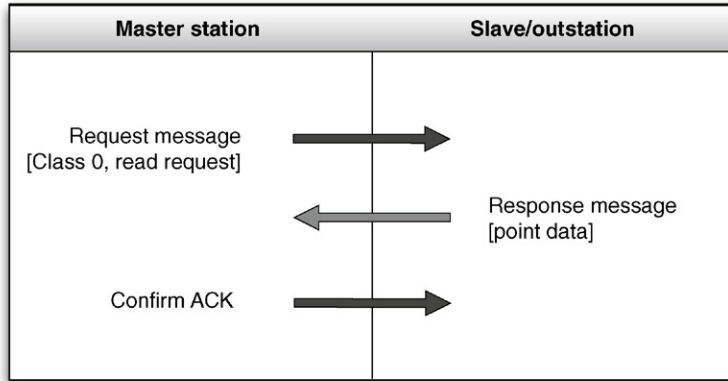 Master station
Slave/outstation
Request message
[Class 0, read request]
Response message
[point data]
Confirm ACK